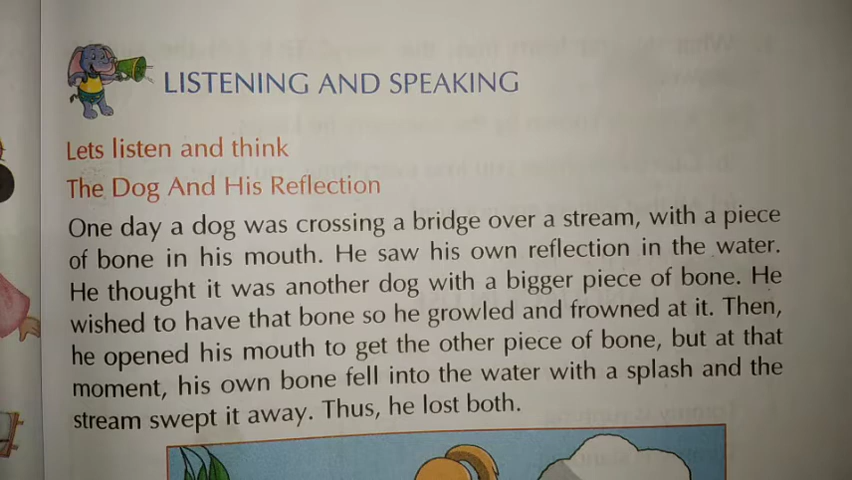 LISTENING AND SPEAKING
Lets listen and think
The Dog And His Reflection
One day a dog was crossing a bridge over a stream, with a piece
of bone in his mouth. He saw his own reflection in the water.
He thought it was another dog with a bigger piece of bone. He
wished to have that bone so he growled and frowned at it. Then,
he opened his mouth to get the other piece of bone, but at that
moment, his own bone fell into the water with a splash and the
stream swept it away. Thus, he lost both.